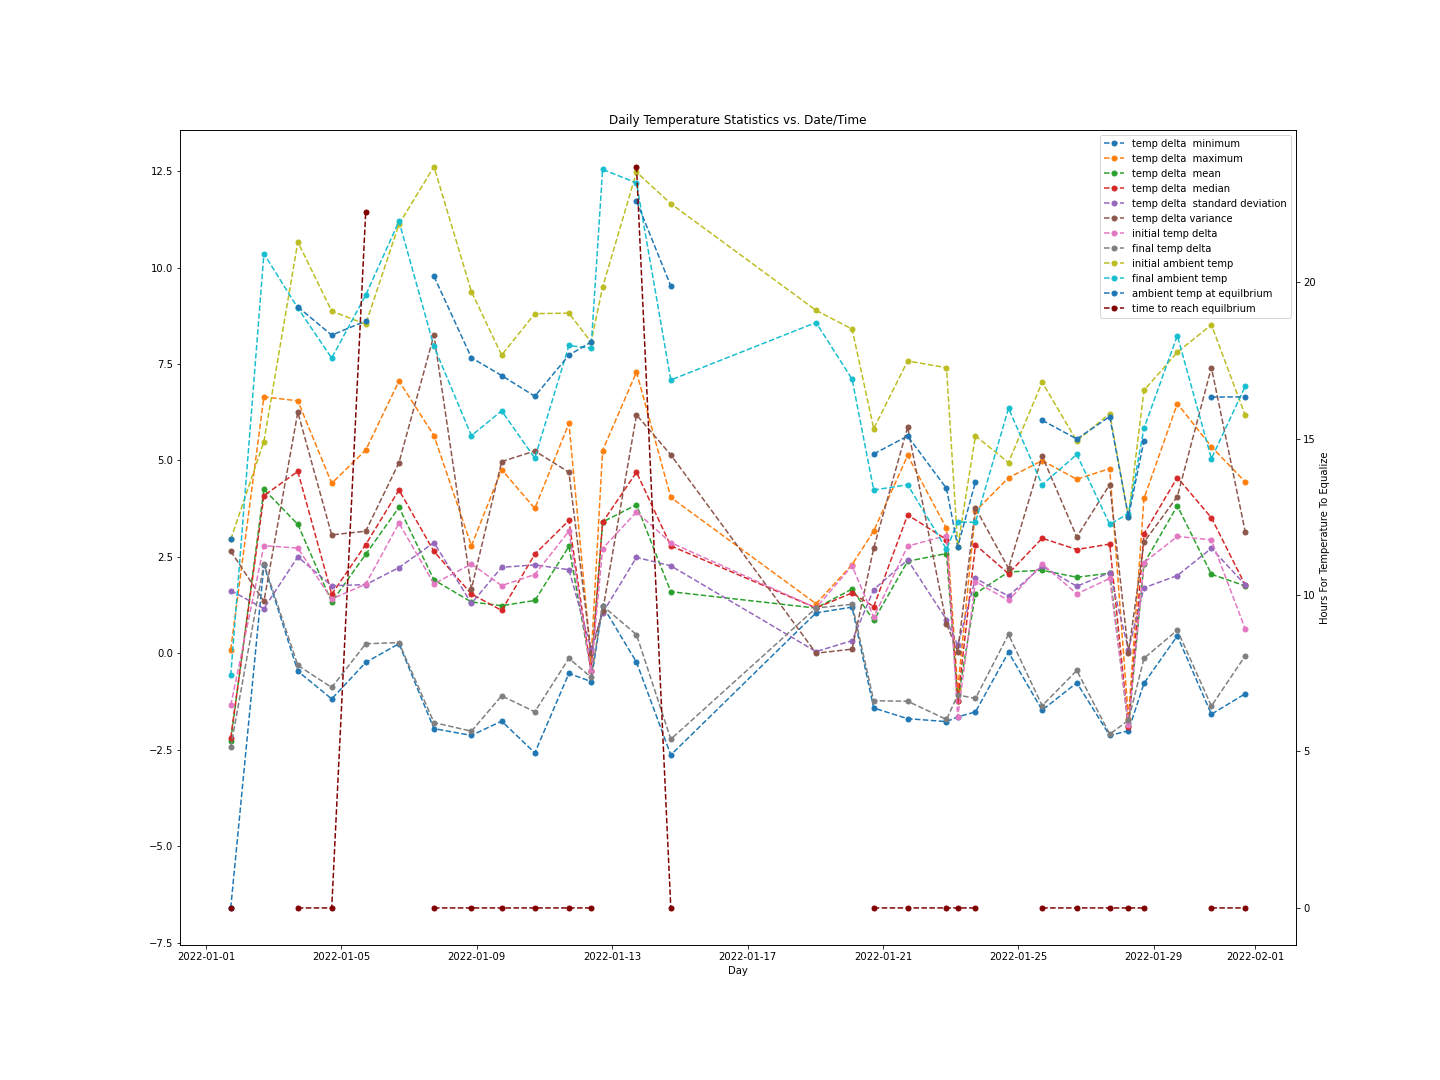 Daily Temperature Statistics vs. Date/Time
temp delta  minimum
temp delta  maximum
temp delta  mean
temp delta  median
temp delta  standard deviation
temp delta variance
initial temp delta
final temp delta
initial ambient temp
final ambient temp
ambient temp at equilbrium
time to reach equilbrium
12.5
10.0
7.5
5.0
2.5
0.0
−2.5
−5.0
−7.5
20
15
10
5
0
Hours For Temperature To Equalize
2022-01-01
2022-01-05
2022-01-09
2022-01-13
2022-01-17
2022-01-21
2022-01-25
2022-01-29
2022-02-01
Day